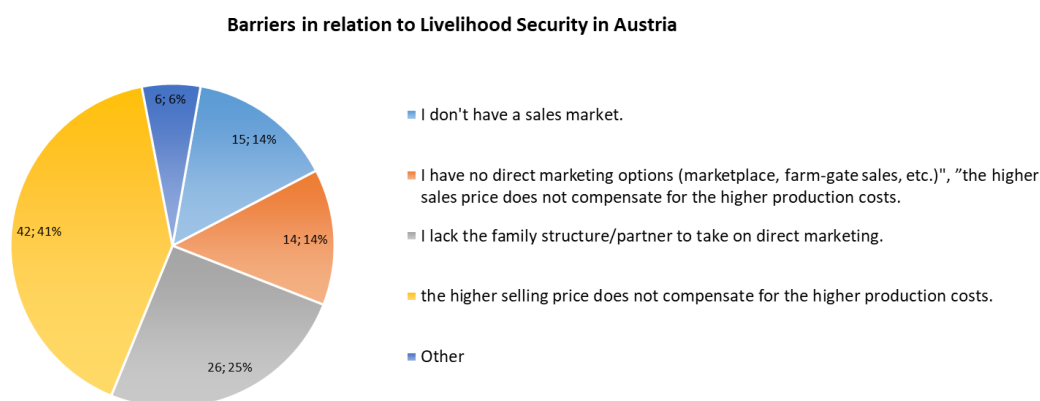 Barriers in relation to Livelihood Security in Austria
6; 6%
15; 14%
14; 14%
26; 25%
42; 41%
I don't have a sales market.
I have no direct marketing options (marketplace, farm-gate sales, etc.)", ”the higher
sales price does not compensate for the higher production costs.
I lack the family structure/partner to take on direct marketing.
the higher selling price does not compensate for the higher production costs.
Other